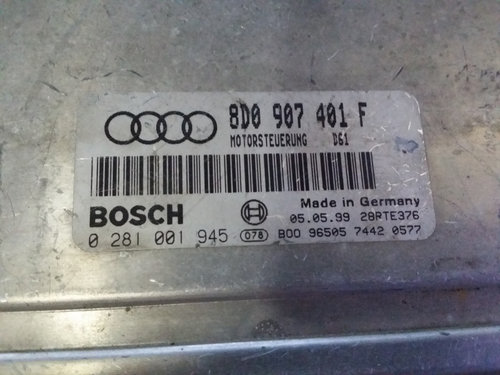 8D0 907 401 F
MOTORSTEUERUNG D61
BOSCH
Made in Germany
05.05.99 28RTE376
0 281 001 945 078 B00 96505 7442 0577